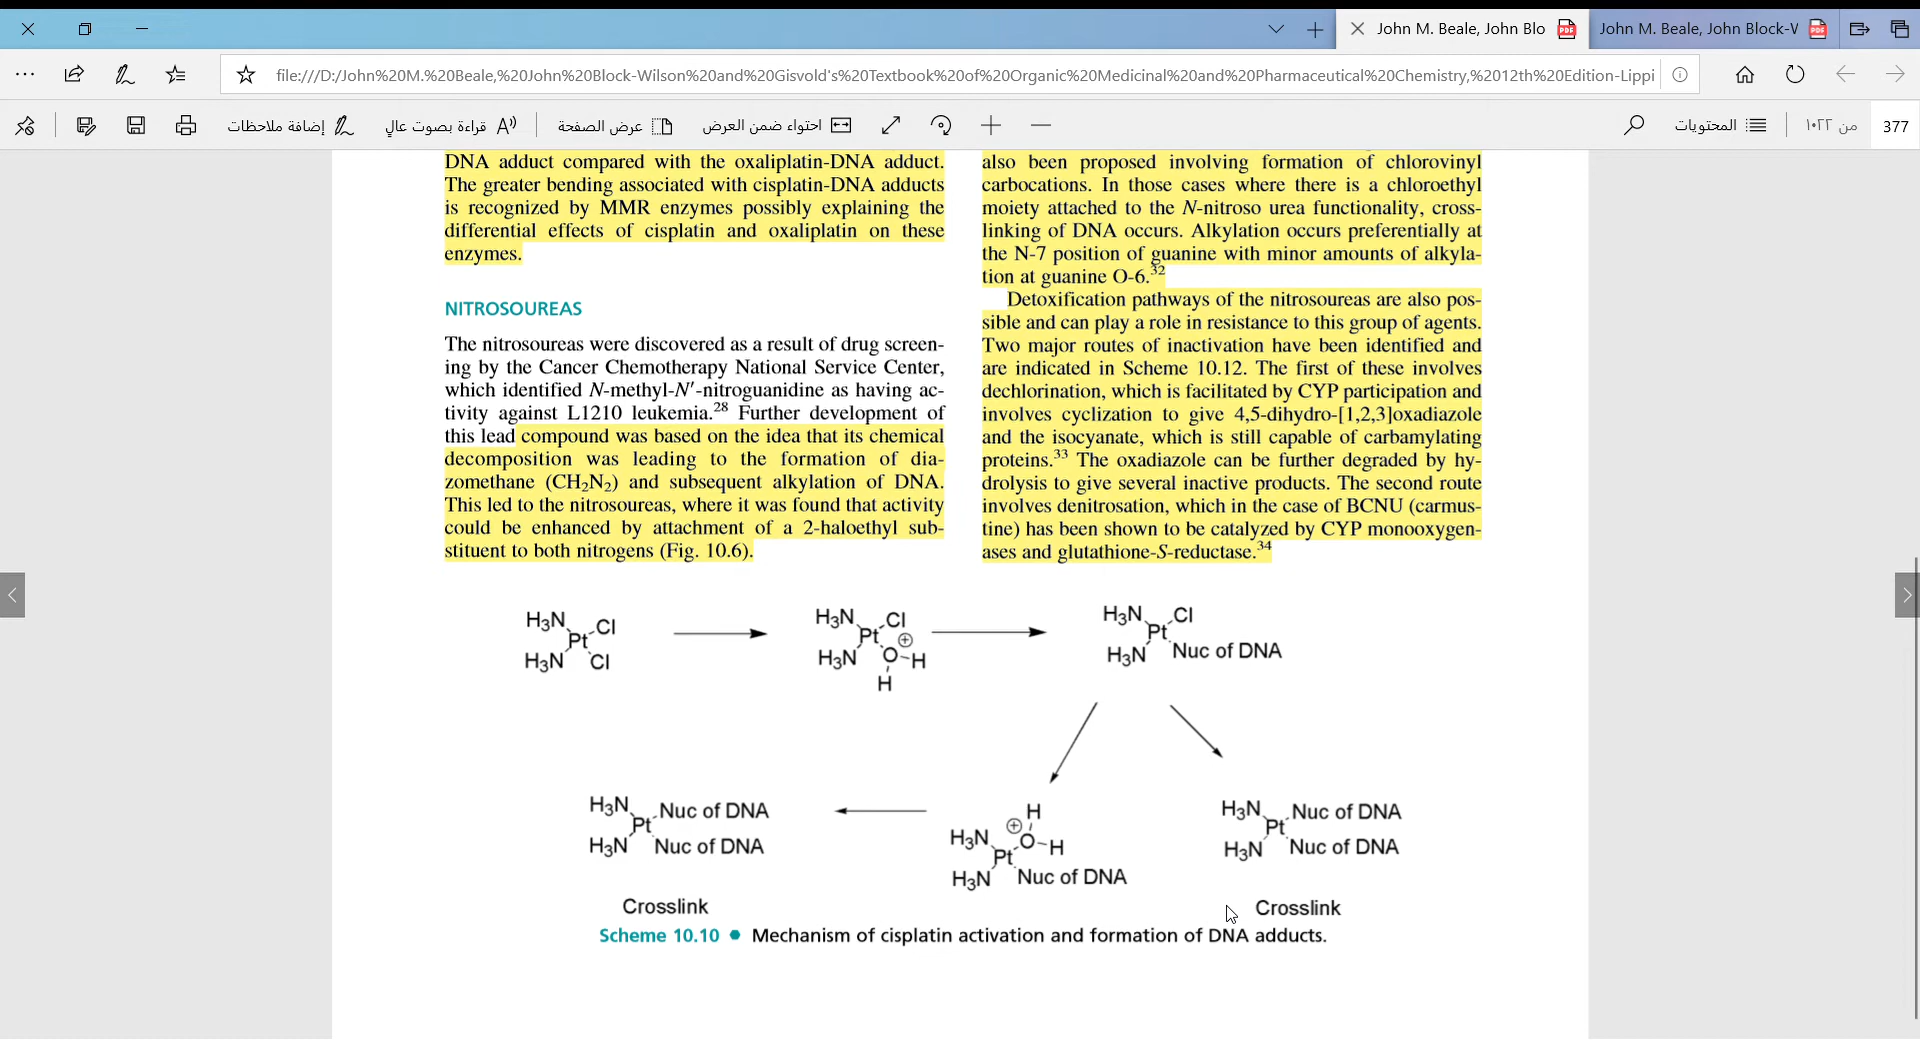 John M. Beale, John Blo
John M. Beale, John Block-V
file:///D:/John%20M.%20Beale,%20John%20Block-Wilson%20and%20Gisvold's%20Textbook%20of%20Organic%20Medicinal%20and%20Pharmaceutical%20Chemistry,%2012th%20Edition-Lippi
إضافة ملاحظات
قراءة بصوت عالٍ
عرض الصفحة
احتواء ضمن العرض
المحتويات
من ١٠٢٢
377
DNA adduct compared with the oxaliplatin-DNA adduct.
The greater bending associated with cisplatin-DNA adducts
is recognized by MMR enzymes possibly explaining the
differential effects of cisplatin and oxaliplatin on these
enzymes.
NITROSOUREAS
The nitrosoureas were discovered as a result of drug screen-
ing by the Cancer Chemotherapy National Service Center,
which identified N-methyl-N′-nitroguanidine as having ac-
tivity against L1210 leukemia.28 Further development of
this lead compound was based on the idea that its chemical
decomposition was leading to the formation of dia-
zomethane (CH2N2) and subsequent alkylation of DNA.
This led to the nitrosoureas, where it was found that activity
could be enhanced by attachment of a 2-haloethyl sub-
stituent to both nitrogens (Fig. 10.6).
also been proposed involving formation of chlorovinyl
carbocations. In those cases where there is a chloroethyl
moiety attached to the N-nitroso urea functionality, cross-
linking of DNA occurs. Alkylation occurs preferentially at
the N-7 position of guanine with minor amounts of alkyla-
tion at guanine O-6.32
Detoxification pathways of the nitrosoureas are also pos-
sible and can play a role in resistance to this group of agents.
Two major routes of inactivation have been identified and
are indicated in Scheme 10.12. The first of these involves
dechlorination, which is facilitated by CYP participation and
involves cyclization to give 4,5-dihydro-[1,2,3]oxadiazole
and the isocyanate, which is still capable of carbamylating
proteins.33 The oxadiazole can be further degraded by hy-
drolysis to give several inactive products. The second route
involves denitrosation, which in the case of BCNU (carmus-
tine) has been shown to be catalyzed by CYP monooxygen-
ases and glutathione-S-reductase.34
H3N Cl
Pt
H3N Cl
H3N Cl
Pt ⊕
H3N O-H
H
H3N Cl
Pt
H3N Nuc of DNA
H3N Nuc of DNA
Pt
H3N Nuc of DNA
Crosslink
⊕ H
H3N O-H
Pt
H3N Nuc of DNA
H3N Nuc of DNA
Pt
H3N Nuc of DNA
Crosslink
Scheme 10.10 ● Mechanism of cisplatin activation and formation of DNA adducts.